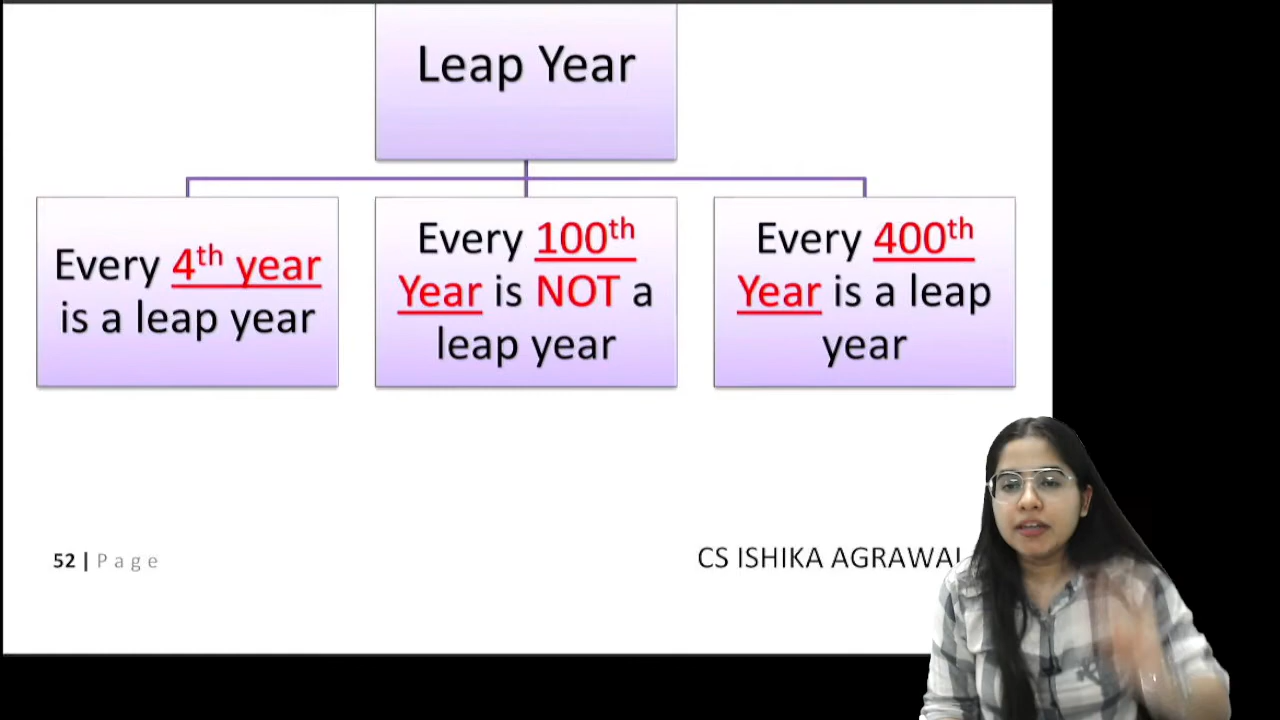 Leap Year
Every 4th year
is a leap year
Every 100th
Year is NOT a
leap year
Every 400th
Year is a leap
year
52 | Page
CS ISHIKA AGRAWAL